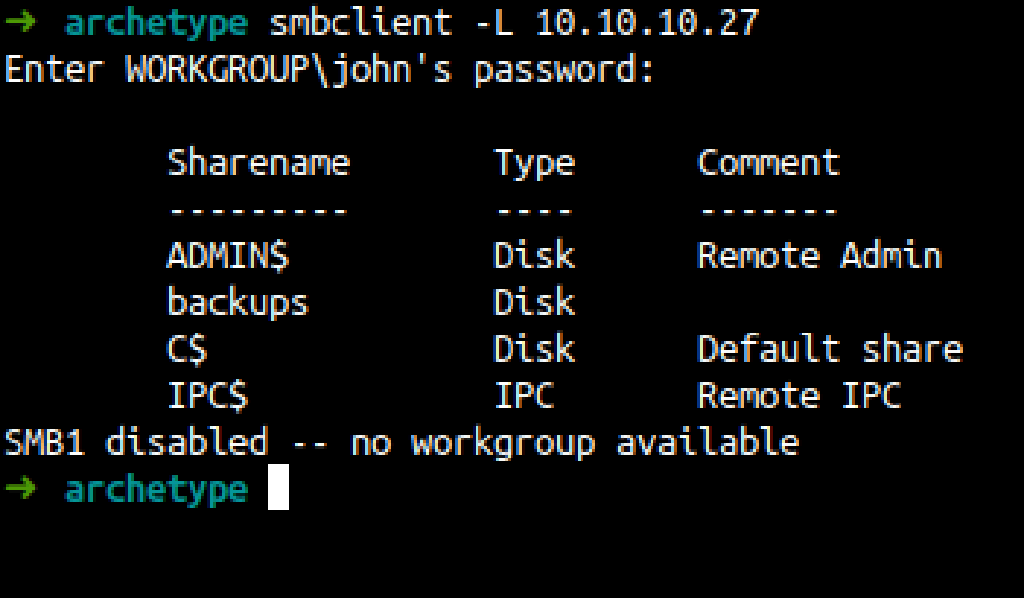 → archetype smbclient -L 10.10.10.27
Enter WORKGROUP\john's password:
Sharename Type Comment
--------- ---- -------
ADMIN$ Disk Remote Admin
backups Disk
C$ Disk Default share
IPC$ IPC Remote IPC
SMB1 disabled -- no workgroup available
→ archetype